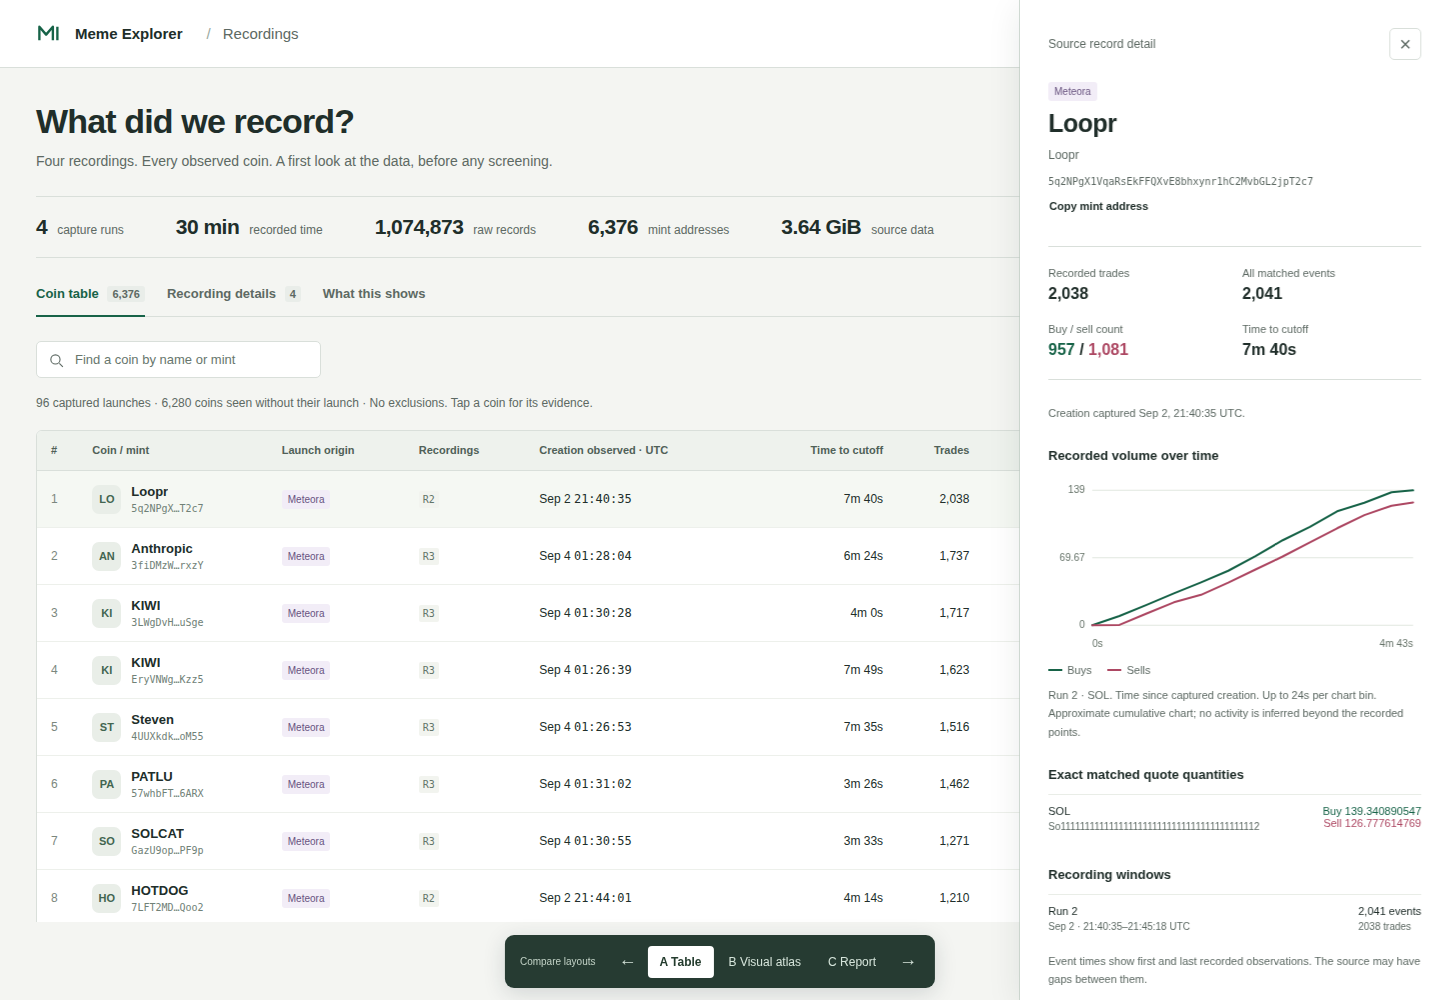 Meme Explorer / Recordings
What did we record?
Four recordings. Every observed coin. A first look at the data, before any screening.
4 capture runs 30 min recorded time 1,074,873 raw records 6,376 mint addresses 3.64 GiB source data
Coin table 6,376 Recording details 4 What this shows
Find a coin by name or mint
96 captured launches · 6,280 coins seen without their launch · No exclusions. Tap a coin for its evidence.
# Coin / mint Launch origin Recordings Creation observed · UTC Time to cutoff Trades
1 LO Loopr Meteora R2 Sep 2 21:40:35 7m 40s 2,038
5q2NPgX…T2c7
2 AN Anthropic Meteora R3 Sep 4 01:28:04 6m 24s 1,737
3fiDMzW…rxzY
3 KI KIWI Meteora R3 Sep 4 01:30:28 4m 0s 1,717
3LWgDvH…uSge
4 KI KIWI Meteora R3 Sep 4 01:26:39 7m 49s 1,623
EryVNWg…Kzz5
5 ST Steven Meteora R3 Sep 4 01:26:53 7m 35s 1,516
4UUXkdk…oM55
6 PA PATLU Meteora R3 Sep 4 01:31:02 3m 26s 1,462
57whbFT…6ARX
7 SO SOLCAT Meteora R3 Sep 4 01:30:55 3m 33s 1,271
GazU9op…PF9p
8 HO HOTDOG Meteora R2 Sep 2 21:44:01 4m 14s 1,210
7LFT2MD…Qoo2
Compare layouts ← A Table B Visual atlas C Report →
Source record detail ✕
Meteora
Loopr
Loopr
5q2NPgX1VqaRsEkFFQXvE8bhxynr1hC2MvbGL2jpT2c7
Copy mint address
Recorded trades All matched events
2,038 2,041
Buy / sell count Time to cutoff
957 / 1,081 7m 40s
Creation captured Sep 2, 21:40:35 UTC.
Recorded volume over time
139
69.67
0
0s 4m 43s
Buys Sells
Run 2 · SOL. Time since captured creation. Up to 24s per chart bin.
Approximate cumulative chart; no activity is inferred beyond the recorded
points.
Exact matched quote quantities
SOL Buy 139.340890547
So11111111111111111111111111111111111111112 Sell 126.777614769
Recording windows
Run 2 2,041 events
Sep 2 · 21:40:35–21:45:18 UTC 2038 trades
Event times show first and last recorded observations. The source may have
gaps between them.